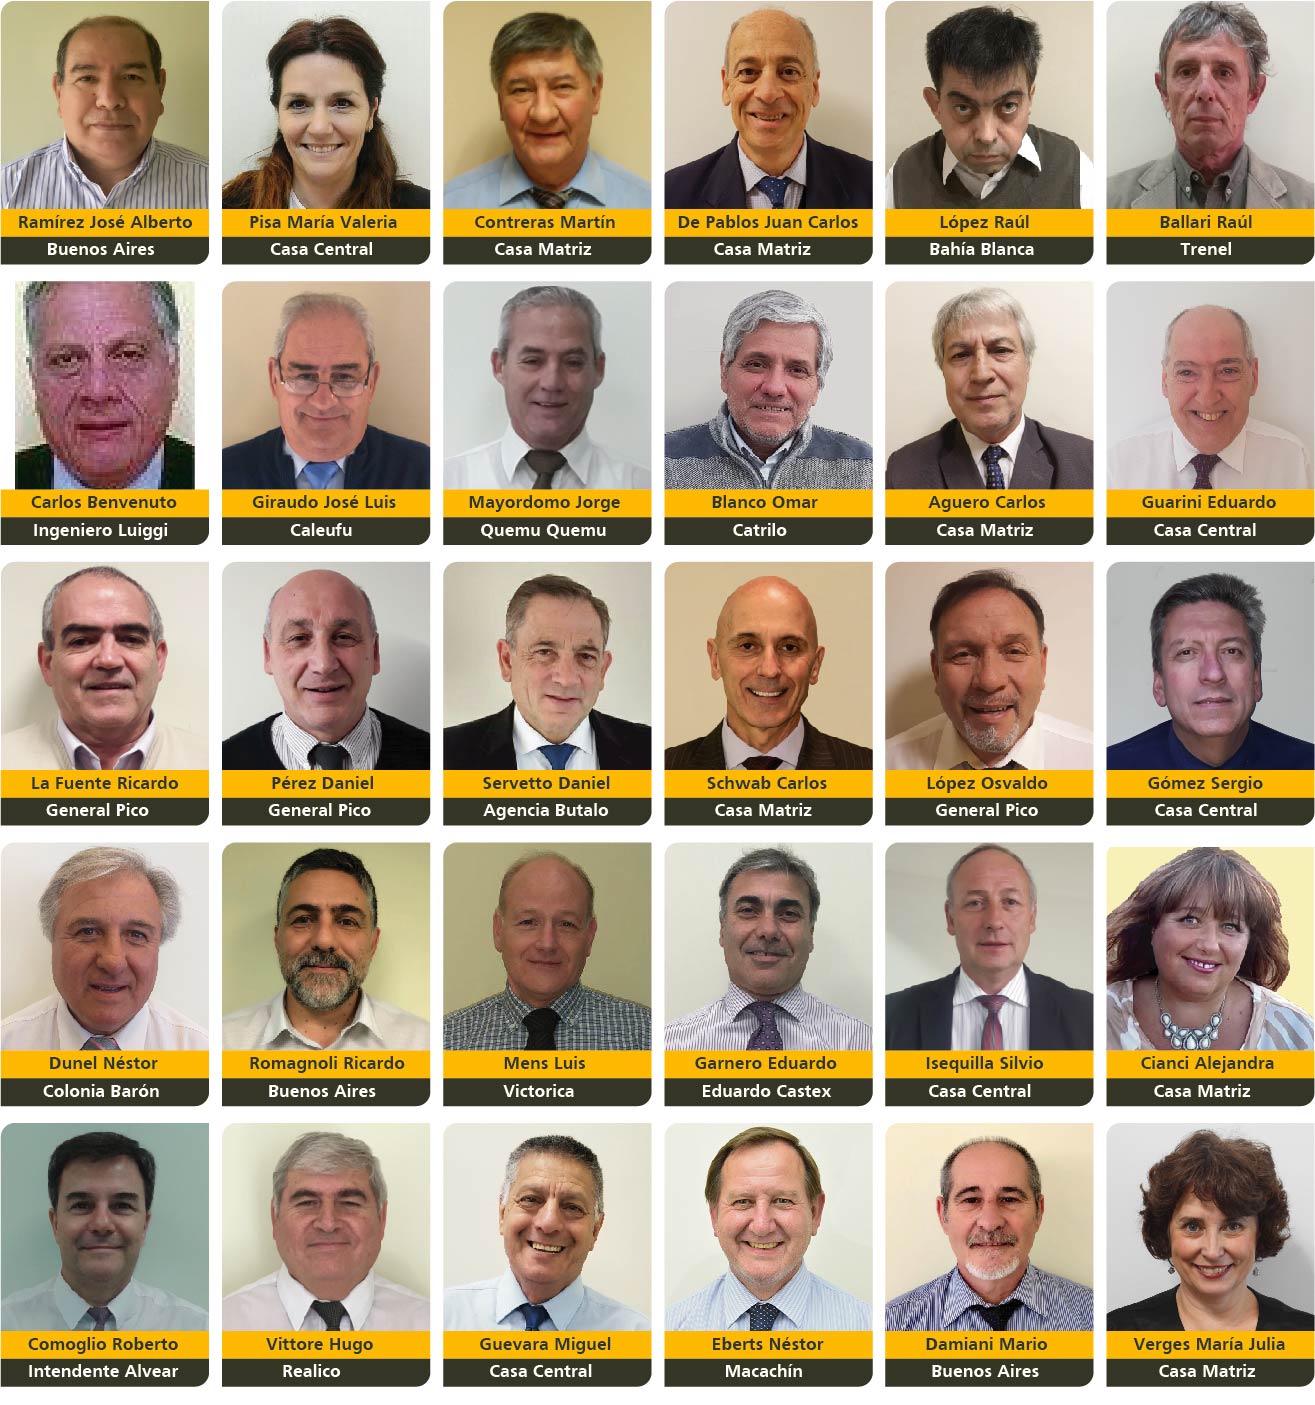 Ramírez José Alberto
Buenos Aires
Pisa María Valeria
Casa Central
Contreras Martín
Casa Matriz
De Pablos Juan Carlos
Casa Matriz
López Raúl
Bahía Blanca
Ballari Raúl
Trenel
Carlos Benvenuto
Ingeniero Luiggi
Giraudo José Luis
Caleufu
Mayordomo Jorge
Quemu Quemu
Blanco Omar
Catrilo
Aguero Carlos
Casa Matriz
Guarini Eduardo
Casa Central
La Fuente Ricardo
General Pico
Pérez Daniel
General Pico
Servetto Daniel
Agencia Butalo
Schwab Carlos
Casa Matriz
López Osvaldo
General Pico
Gómez Sergio
Casa Central
Dunel Néstor
Colonia Barón
Romagnoli Ricardo
Buenos Aires
Mens Luis
Victorica
Garnero Eduardo
Eduardo Castex
Isequilla Silvio
Casa Central
Cianci Alejandra
Casa Matriz
Comoglio Roberto
Intendente Alvear
Vittore Hugo
Realico
Guevara Miguel
Casa Central
Eberts Néstor
Macachín
Damiani Mario
Buenos Aires
Verges María Julia
Casa Matriz